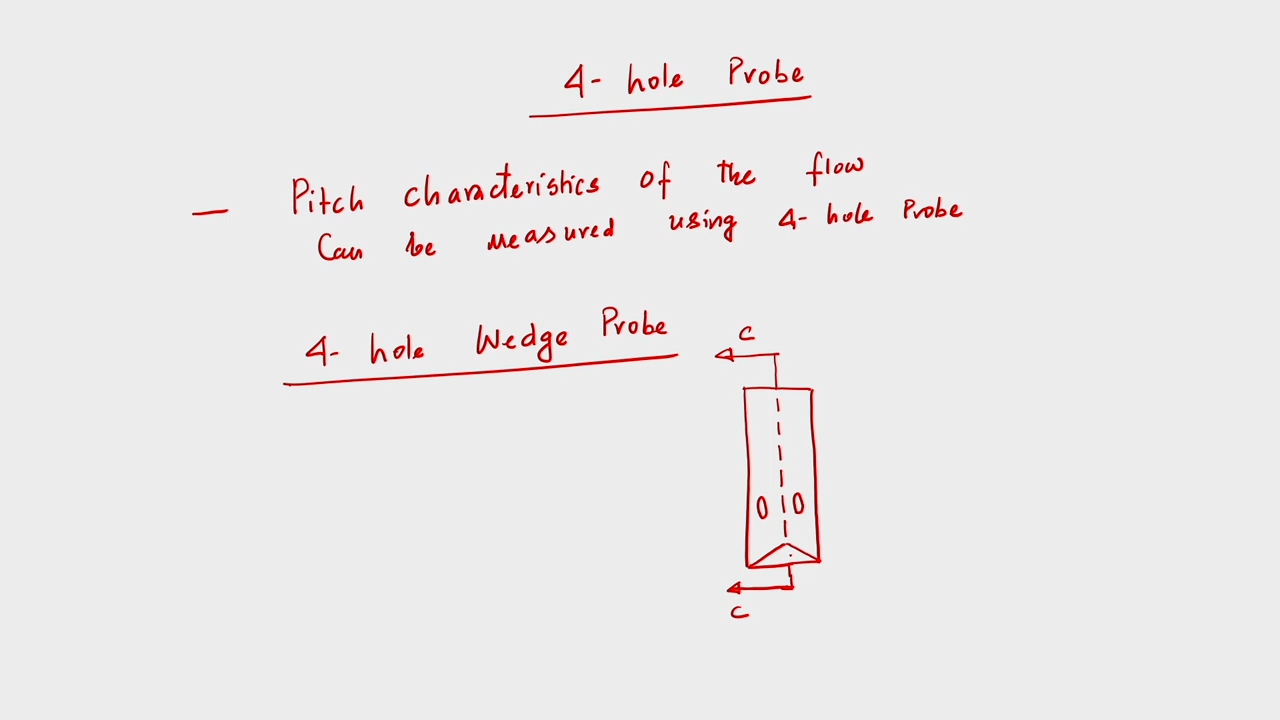 4- hole Probe
— Pitch characteristics of the flow
Can be measured using 4- hole Probe
4- hole Wedge Probe
C
C